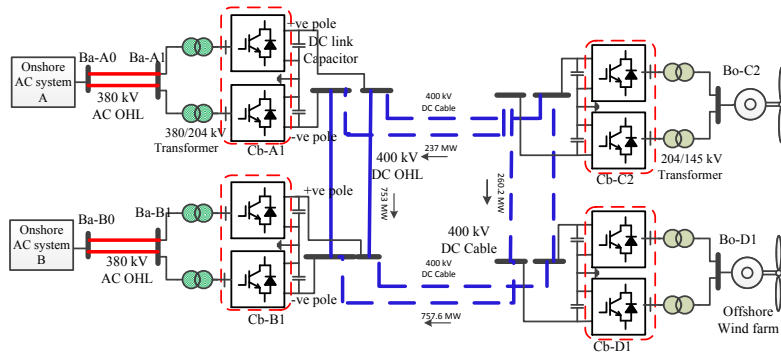 +ve pole
DC link
Capacitor
Ba-A0
Ba-A1
Onshore
AC system
A
380 kV
AC OHL
380/204 kV
Transformer
-ve pole
Cb-A1
400 kV
DC Cable
237 MW
400 kV
DC OHL
753 MW
260.2 MW
Bo-C2
204/145 kV
Transformer
Cb-C2
Ba-B0
Ba-B1
+ve pole
Onshore
AC system
B
380 kV
AC OHL
-ve pole
Cb-B1
400 kV
DC Cable
400 kV
DC Cable
757.6 MW
Bo-D1
Offshore
Wind farm
Cb-D1